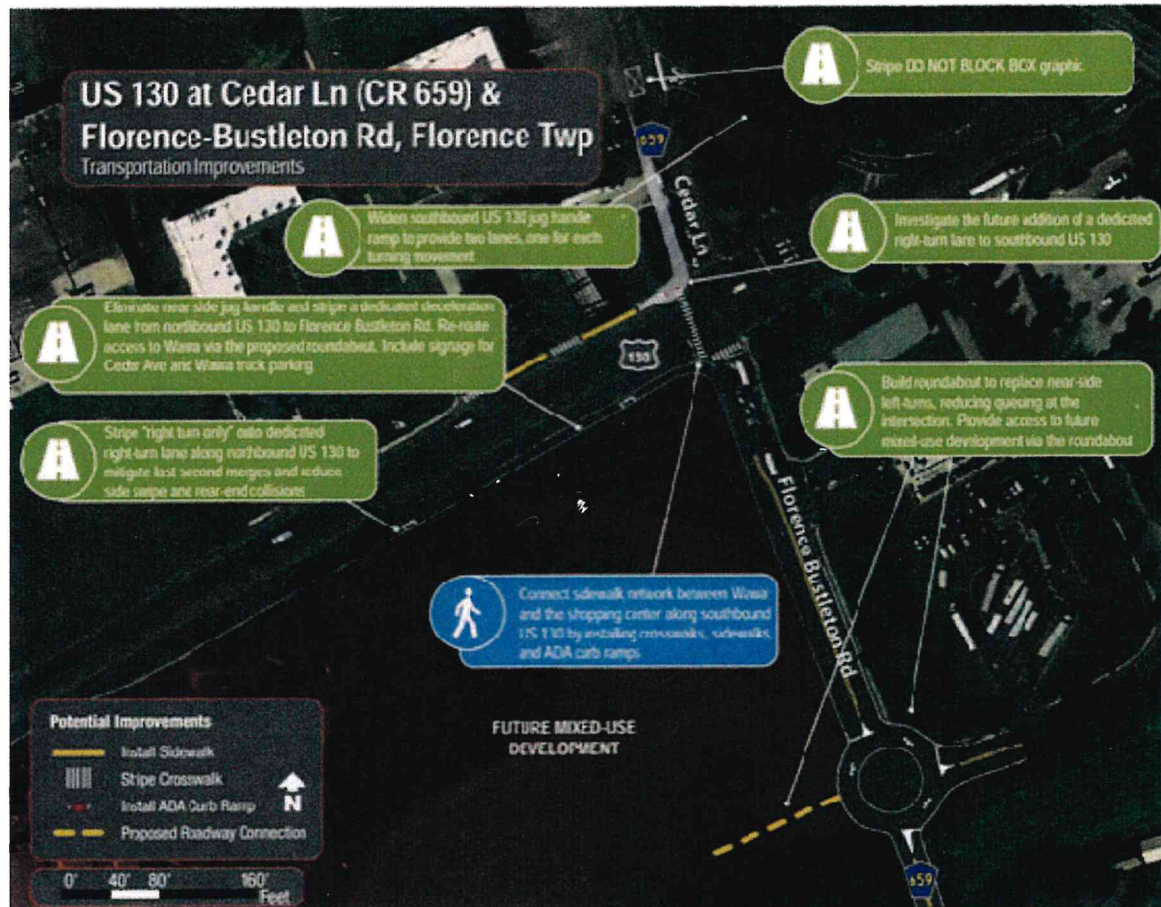 US 130 at Cedar Ln (CR 659) &
Florence-Bustleton Rd, Florence Twp
Transportation Improvements
Stripe DO NOT BLOCK BOX graphic
659
Cedar Ln
Widen southbound US 130 jug handle
ramp to provide two lanes, one for each
turning movement
Investigate the future addition of a dedicated
right-turn lane to southbound US 130
Eliminate near side jug-handle and stripe a dedicated deceleration
lane from northbound US 130 to Florence Bustleton Rd. Re-route
access to Wawa via the proposed roundabout. Include signage for
Cedar Ave and Wawa truck parking
130
Build roundabout to replace near-side
left-turns, reducing queuing at the
intersection. Provide access to future
mixed-use development via the roundabout
Stripe "right turn only" onto dedicated
right-turn lane along northbound US 130 to
mitigate last second merges and reduce
side swipe and rear-end collisions
Florence Bustleton Rd
Connect sidewalk network between Wawa
and the shopping center along southbound
US 130 by installing crosswalks, sidewalks
and ADA curb ramps
FUTURE MIXED-USE
DEVELOPMENT
Potential Improvements
Install Sidewalk
Stripe Crosswalk
Install ADA Curb Ramp
Proposed Roadway Connection
N
0' 40' 80' 160'
Feet
659